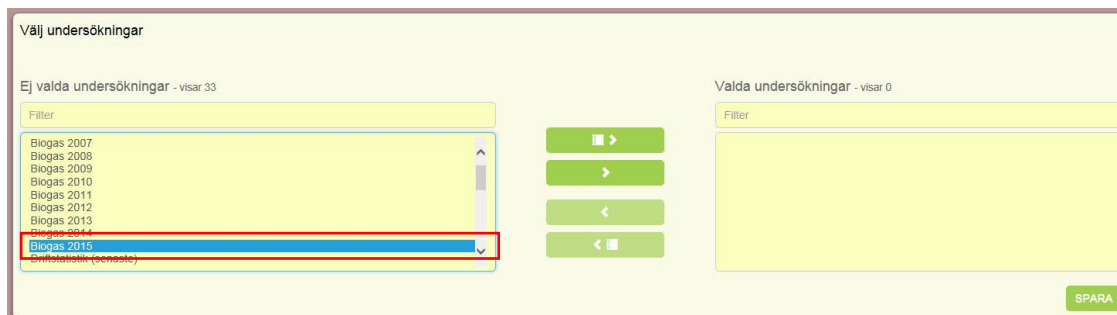 Välj undersökningar
Ej valda undersökningar - visar 33
Filter
Biogas 2007
Biogas 2008
Biogas 2009
Biogas 2010
Biogas 2011
Biogas 2012
Biogas 2013
Biogas 2014
Biogas 2015
Driftstatistik (senaste)
Valda undersökningar - visar 0
Filter
SPARA